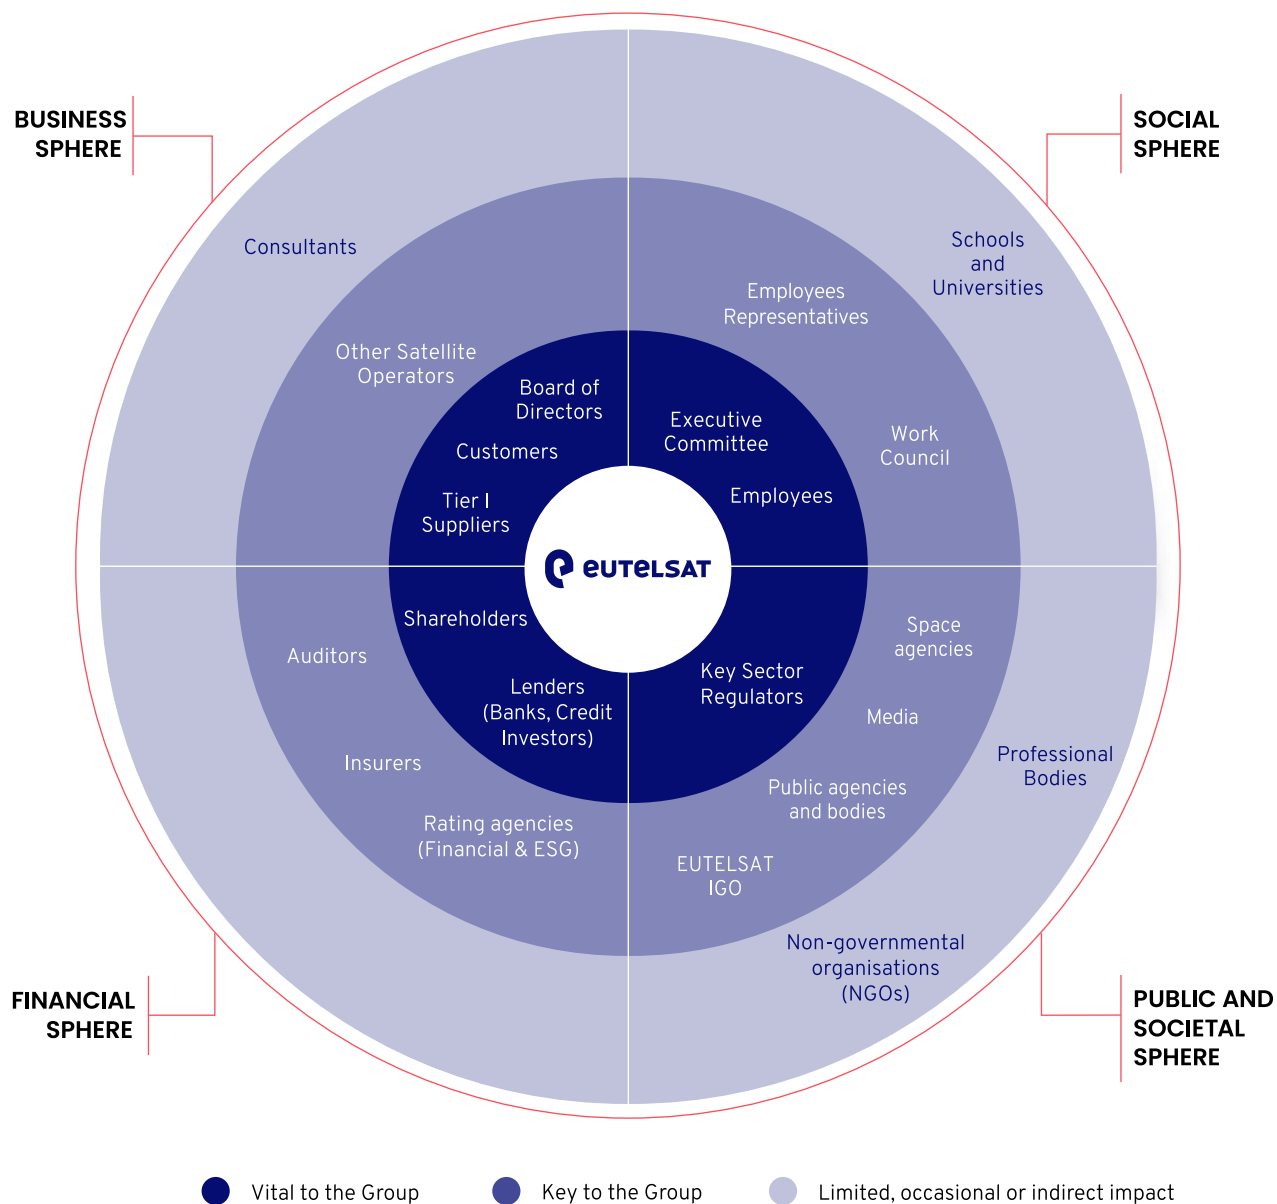 BUSINESS
SPHERE
SOCIAL
SPHERE
Consultants
Schools
and
Universities
Employees
Representatives
Other Satellite
Operators
Board of
Directors
Executive
Committee
Work
Council
Customers
Employees
Tier I
Suppliers
eutelsat
Shareholders
Space
agencies
Auditors
Key Sector
Regulators
Lenders
(Banks, Credit
Investors)
Media
Insurers
Professional
Bodies
Public agencies
and bodies
Rating agencies
(Financial & ESG)
EUTELSAT
IGO
Non-governmental
organisations
(NGOs)
FINANCIAL
SPHERE
PUBLIC AND
SOCIETAL
SPHERE
Vital to the Group
Key to the Group
Limited, occasional or indirect impact